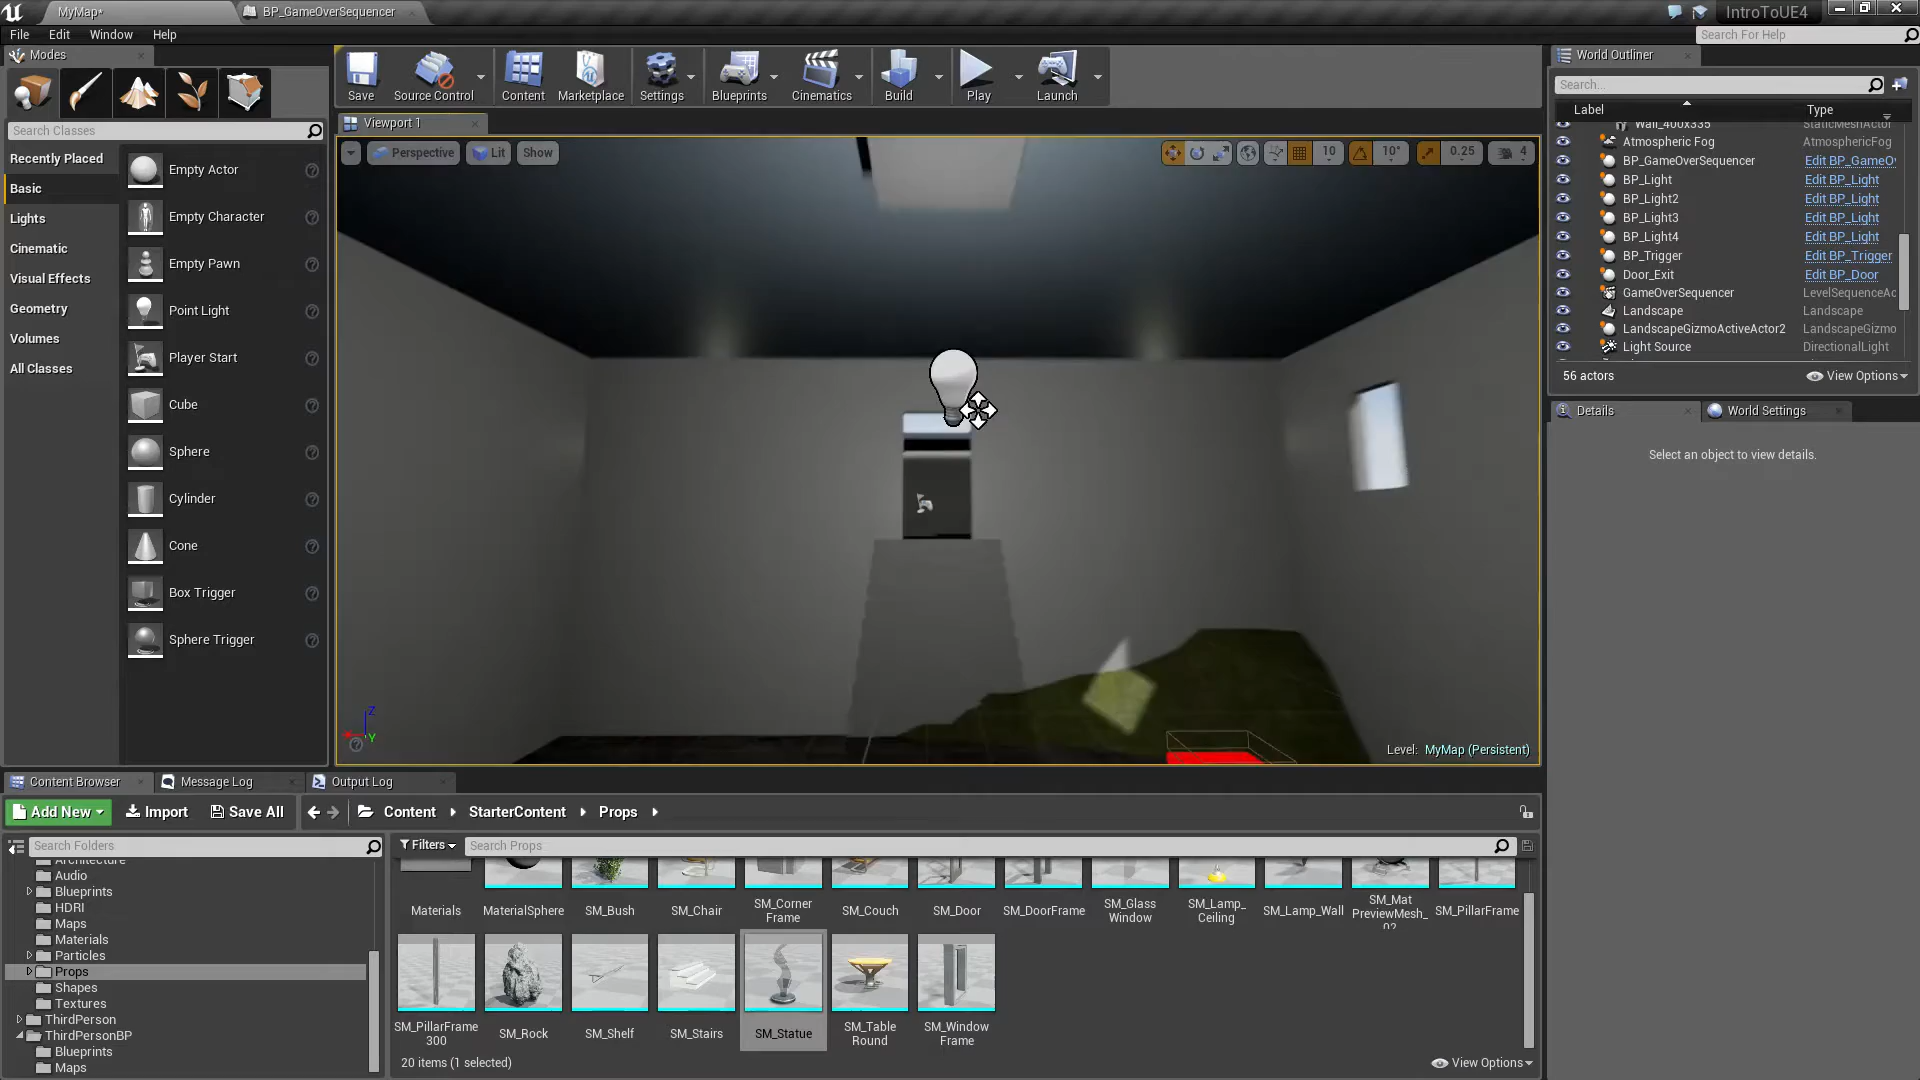 MyMap*
BP_GameOverSequencer
IntroToUE4
File Edit Window Help
Search For Help
Modes
Search Classes
Recently Placed
Basic
Lights
Cinematic
Visual Effects
Geometry
Volumes
All Classes
Empty Actor
Empty Character
Empty Pawn
Point Light
Player Start
Cube
Sphere
Cylinder
Cone
Box Trigger
Sphere Trigger
Save
Source Control
Content
Marketplace
Settings
Blueprints
Cinematics
Build
Play
Launch
Viewport 1
Perspective Lit Show
10 10° 0.25 4
Z
Y
Level: MyMap (Persistent)
World Outliner
Search...
Label Type
Wall_400x335 StaticMeshActor
Atmospheric Fog AtmosphericFog
BP_GameOverSequencer Edit BP_GameOv
BP_Light Edit BP_Light
BP_Light2 Edit BP_Light
BP_Light3 Edit BP_Light
BP_Light4 Edit BP_Light
BP_Trigger Edit BP_Trigger
Door_Exit Edit BP_Door
GameOverSequencer LevelSequenceAc
Landscape Landscape
LandscapeGizmoActiveActor2 LandscapeGizmo
Light Source DirectionalLight
56 actors View Options
Details World Settings
Select an object to view details.
Content Browser Message Log Output Log
Add New Import Save All Content StarterContent Props
Search Folders
Architecture
Audio
Blueprints
HDRI
Maps
Materials
Particles
Props
Shapes
Textures
ThirdPerson
ThirdPersonBP
Blueprints
Maps
Filters Search Props
Materials
MaterialSphere
SM_Bush
SM_Chair
SM_Corner
Frame
SM_Couch
SM_Door
SM_DoorFrame
SM_Glass
Window
SM_Lamp_
Ceiling
SM_Lamp_Wall
SM_Mat
PreviewMesh_
02
SM_PillarFrame
SM_PillarFrame
300
SM_Rock
SM_Shelf
SM_Stairs
SM_Statue
SM_Table
Round
SM_Window
Frame
20 items (1 selected) View Options